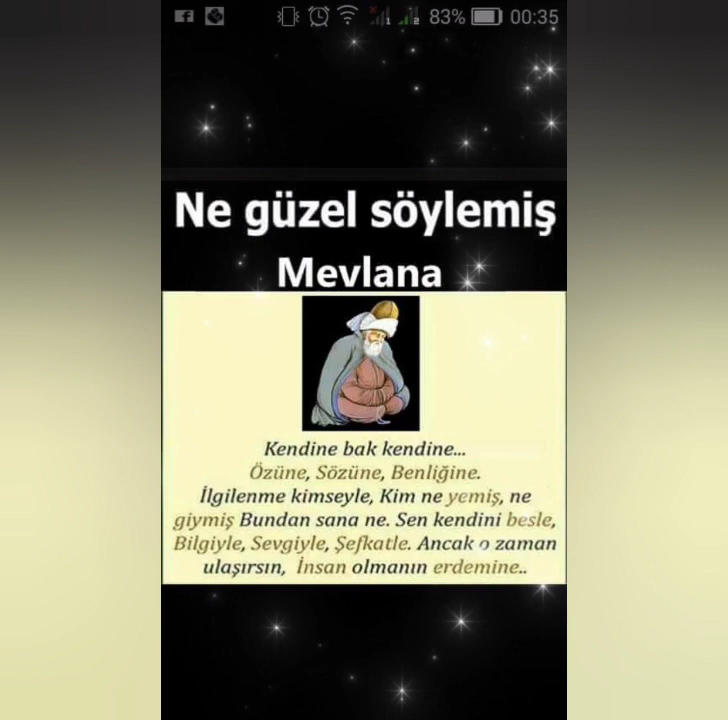 83% 00:35
Ne güzel söylemiş
Mevlana
Kendine bak kendine...
Özüne, Sözüne, Benliğine.
İlgilenme kimseyle, Kim ne yemiş, ne
giymiş Bundan sana ne. Sen kendini besle,
Bilgiyle, Sevgiyle, Şefkatle. Ancak o zaman
ulaşırsın, İnsan olmanın erdemine..